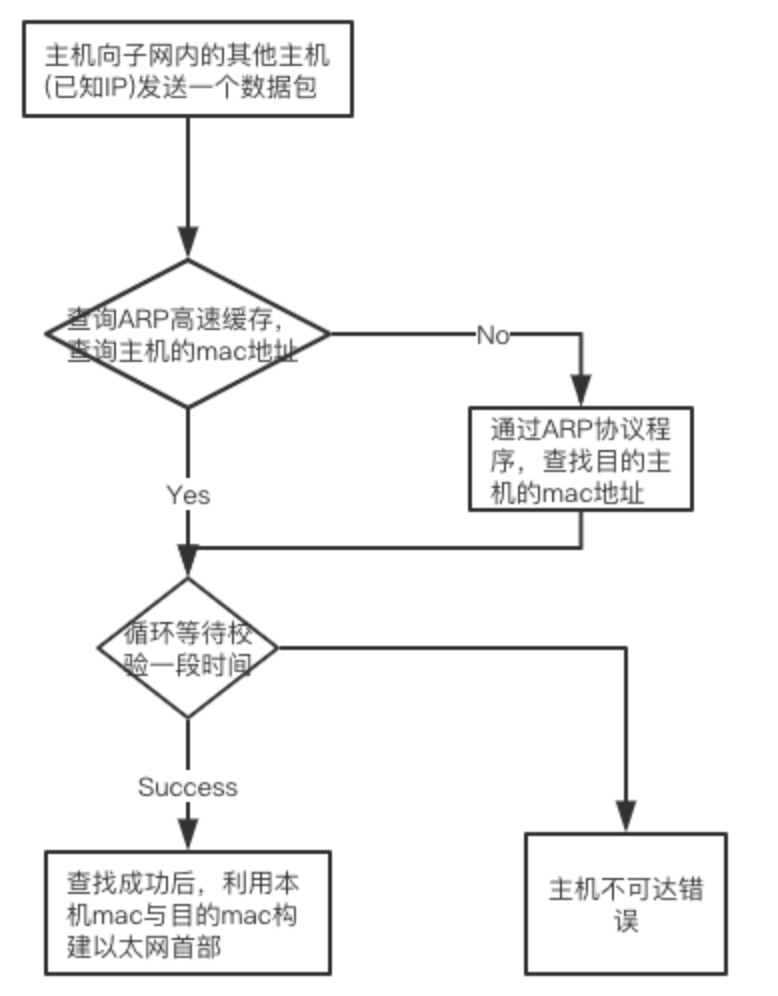 主机向子网内的其他主机
(已知IP)发送一个数据包
查询ARP高速缓存，
查询主机的mac地址
No
通过ARP协议程
序，查找目的主
机的mac地址
Yes
循环等待校
验一段时间
Success
查找成功后，利用本
机mac与目的mac构
建以太网首部
主机不可达错
误